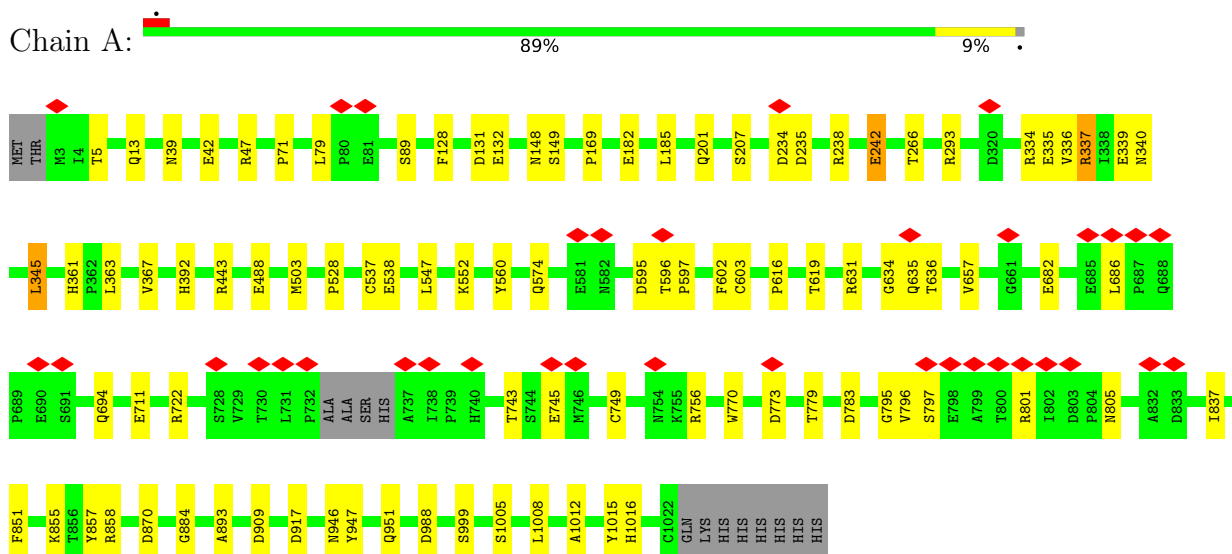 Chain A:
89%
9%
MET THR M3 I4 T5 Q13 N39 E42 R47 P71 L79 P80 E81 S89 F128 D131 E132 N148 S149 P169 E182 L185 Q201 S207 D234 D235 R238 E242 T266 R293 D320 R334 E335 V336 R337 I338 E339 N340
L345 H361 P362 L363 V367 H392 R443 E488 M503 P528 C537 E538 L547 K552 Y560 Q574 E581 N582 D595 T596 P597 F602 C603 P616 T619 R631 G634 Q635 T636 V657 G661 E682 E685 L686 P687 Q688
P689 E690 S691 Q694 E711 R722 S728 V729 T730 L731 P732 ALA ALA SER HIS A737 I738 P739 H740 T743 S744 E745 M746 C749 N754 K755 R756 W770 D773 T779 D783 G795 V796 S797 E798 A799 T800 R801 I802 D803 P804 N805 A832 D833 I837
F851 K855 T856 Y857 R858 D870 G884 A893 D909 D917 N946 Y947 Q951 D988 S999 S1005 L1008 A1012 Y1015 H1016 C1022 GLN LYS HIS HIS HIS HIS HIS HIS